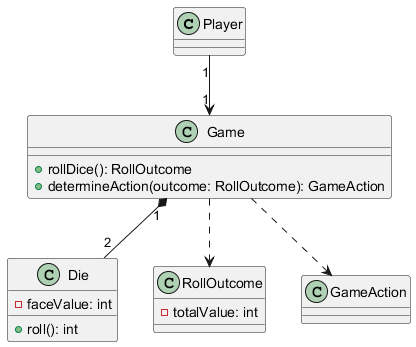 C Player
1
1
C Game
rollDice(): RollOutcome
determineAction(outcome: RollOutcome): GameAction
1
2
C Die
faceValue: int
roll(): int
C RollOutcome
totalValue: int
C GameAction